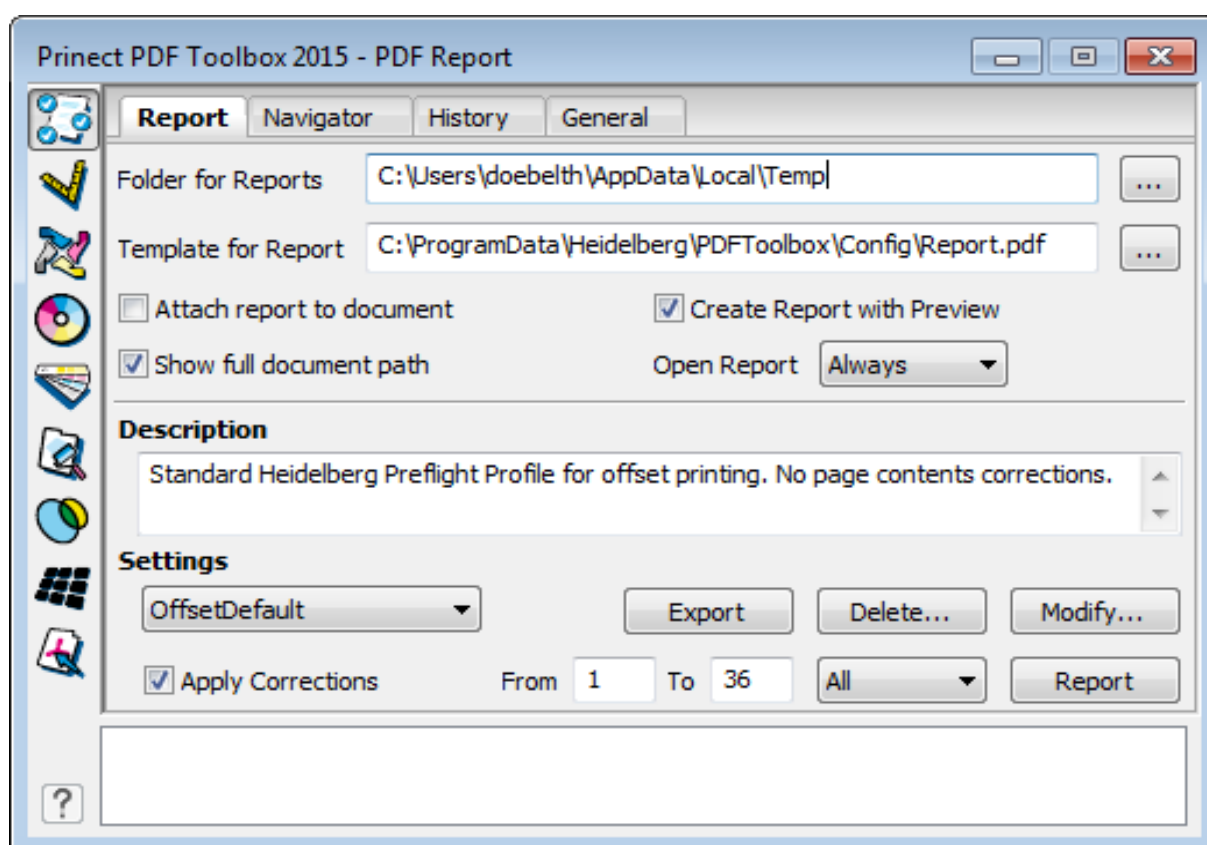 Prinect PDF Toolbox 2015 - PDF Report
Report Navigator History General
Folder for Reports C:\Users\doebelth\AppData\Local\Temp ...
Template for Report C:\ProgramData\Heidelberg\PDFToolbox\Config\Report.pdf ...
Attach report to document Create Report with Preview
Show full document path Open Report Always
Description
Standard Heidelberg Preflight Profile for offset printing. No page contents corrections.
Settings
OffsetDefault Export Delete... Modify...
Apply Corrections From 1 To 36 All Report
?